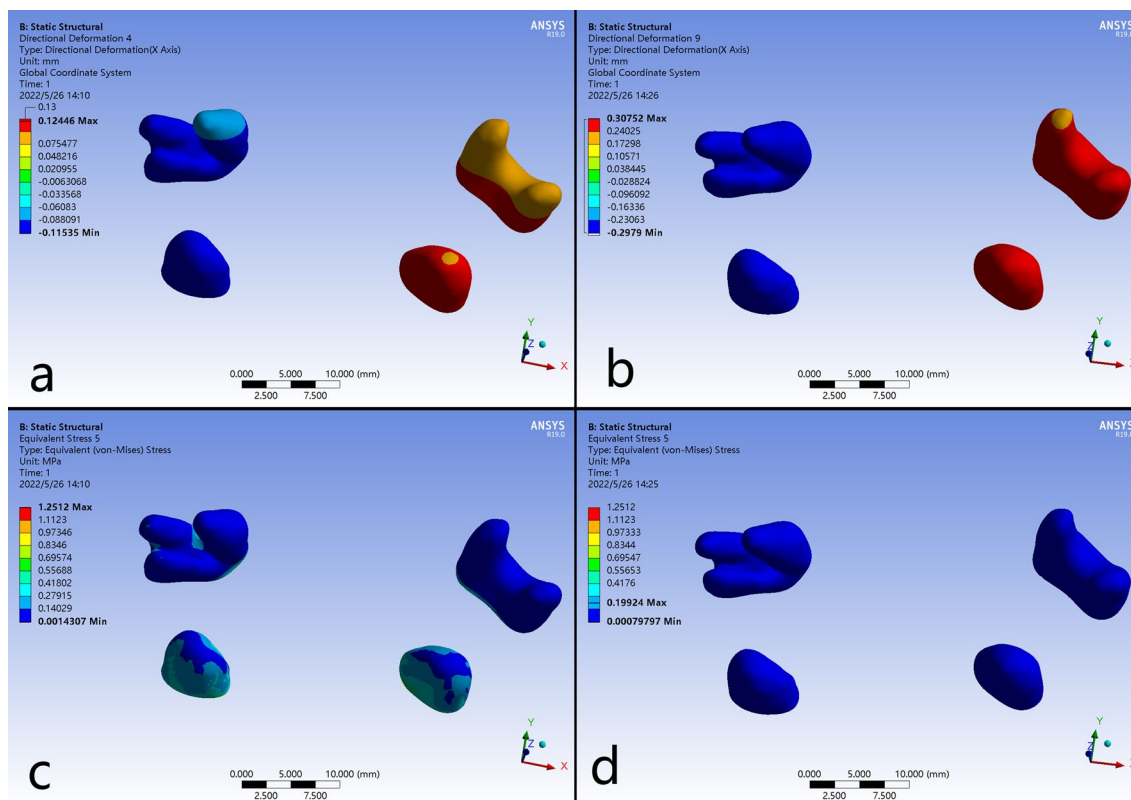 B: Static Structural
Directional Deformation 4
Type: Directional Deformation(X Axis)
Unit: mm
Global Coordinate System
Time: 1
2022/5/26 14:10
ANSYS
R19.0
0.13
0.12446 Max
0.075477
0.048216
0.020955
-0.0063068
-0.033568
-0.06083
-0.088091
-0.11535 Min
Y
Z
X
0.000 5.000 10.000 (mm)
2.500 7.500
a
B: Static Structural
Directional Deformation 9
Type: Directional Deformation(X Axis)
Unit: mm
Global Coordinate System
Time: 1
2022/5/26 14:26
ANSYS
R19.0
0.30752 Max
0.24025
0.17298
0.10571
0.038445
-0.028824
-0.096092
-0.16336
-0.23063
-0.2979 Min
Y
Z
0.000 5.000 10.000 (mm)
2.500 7.500
b
B: Static Structural
Equivalent Stress 5
Type: Equivalent (von-Mises) Stress
Unit: MPa
Time: 1
2022/5/26 14:10
ANSYS
R19.0
1.2512 Max
1.1123
0.97346
0.8346
0.69574
0.55688
0.41802
0.27915
0.14029
0.0014307 Min
Y
Z
X
0.000 5.000 10.000 (mm)
2.500 7.500
c
B: Static Structural
Equivalent Stress 5
Type: Equivalent (von-Mises) Stress
Unit: MPa
Time: 1
2022/5/26 14:25
ANSYS
R19.0
1.2512
1.1123
0.97333
0.8344
0.69547
0.55653
0.4176
0.19924 Max
0.00079797 Min
Y
Z
0.000 5.000 10.000 (mm)
2.500 7.500
d